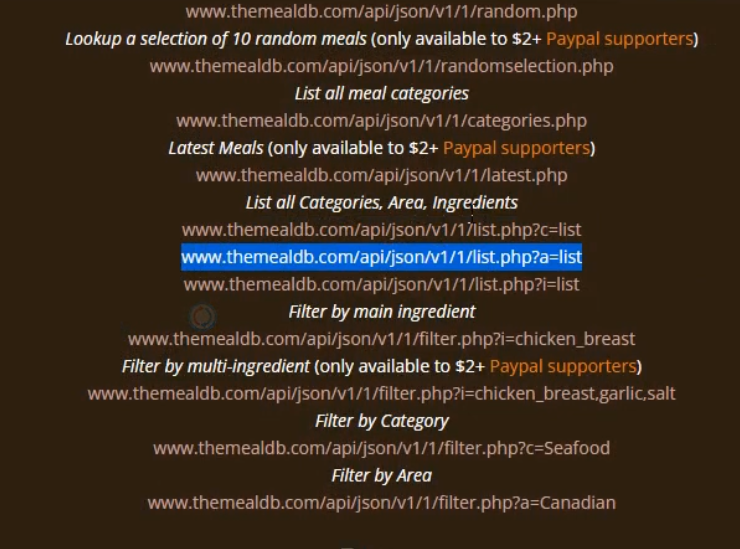 www.themealdb.com/api/json/v1/1/random.php
Lookup a selection of 10 random meals (only available to $2+ Paypal supporters)
www.themealdb.com/api/json/v1/1/randomselection.php
List all meal categories
www.themealdb.com/api/json/v1/1/categories.php
Latest Meals (only available to $2+ Paypal supporters)
www.themealdb.com/api/json/v1/1/latest.php
List all Categories, Area, Ingredients
www.themealdb.com/api/json/v1/1/list.php?c=list
www.themealdb.com/api/json/v1/1/list.php?a=list
www.themealdb.com/api/json/v1/1/list.php?i=list
Filter by main ingredient
www.themealdb.com/api/json/v1/1/filter.php?i=chicken_breast
Filter by multi-ingredient (only available to $2+ Paypal supporters)
www.themealdb.com/api/json/v1/1/filter.php?i=chicken_breast,garlic,salt
Filter by Category
www.themealdb.com/api/json/v1/1/filter.php?c=Seafood
Filter by Area
www.themealdb.com/api/json/v1/1/filter.php?a=Canadian